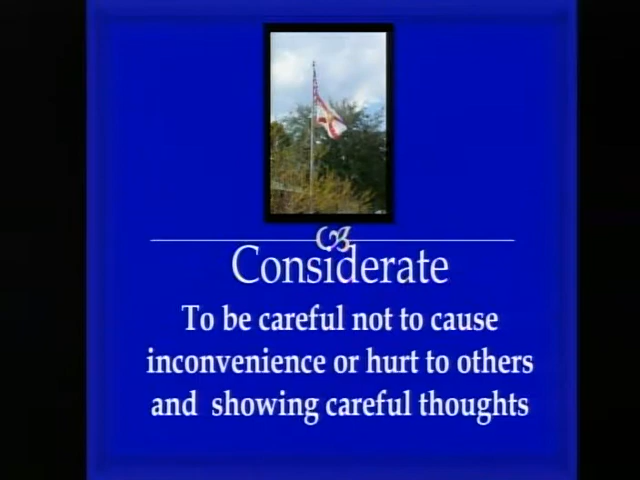 Considerate
To be careful not to cause
inconvenience or hurt to others
and showing careful thoughts